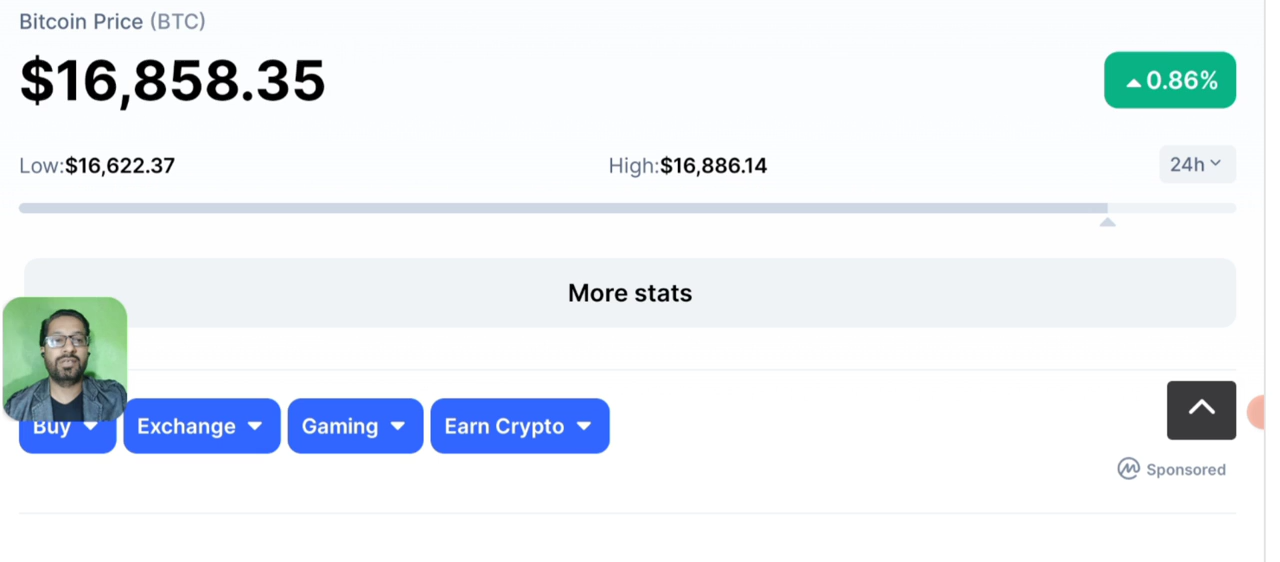 Bitcoin Price (BTC)
$16,858.35
0.86%
Low:$16,622.37
High:$16,886.14
24h
More stats
Buy
Exchange
Gaming
Earn Crypto
Sponsored